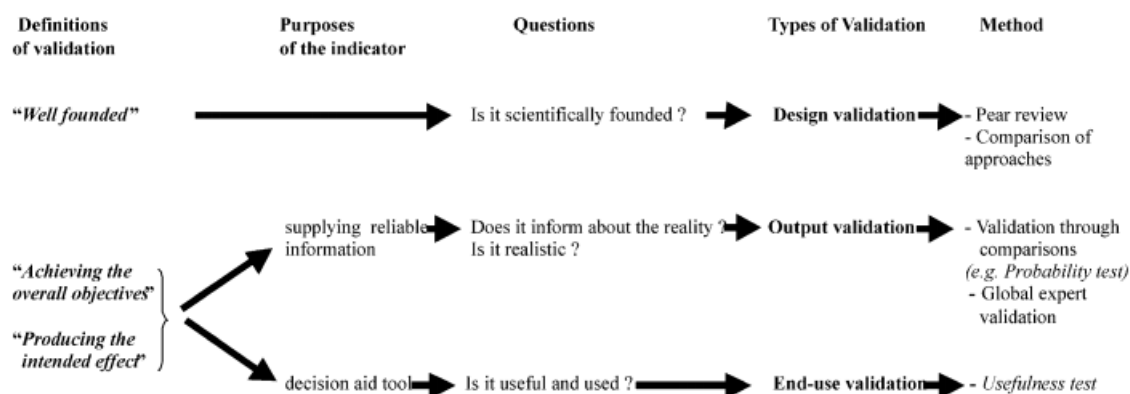 Definitions of validation
Purposes of the indicator
Questions
Types of Validation
Method
“Well founded”
Is it scientifically founded ?
Design validation
- Pear review
- Comparison of
approaches
supplying reliable
information
Does it inform about the reality ?
Is it realistic ?
Output validation
- Validation through
comparisons
(e.g. Probability test)
- Global expert
validation
“Achieving the
overall objectives”
“Producing the
intended effect”
decision aid tool
Is it useful and used ?
End-use validation
- Usefulness test